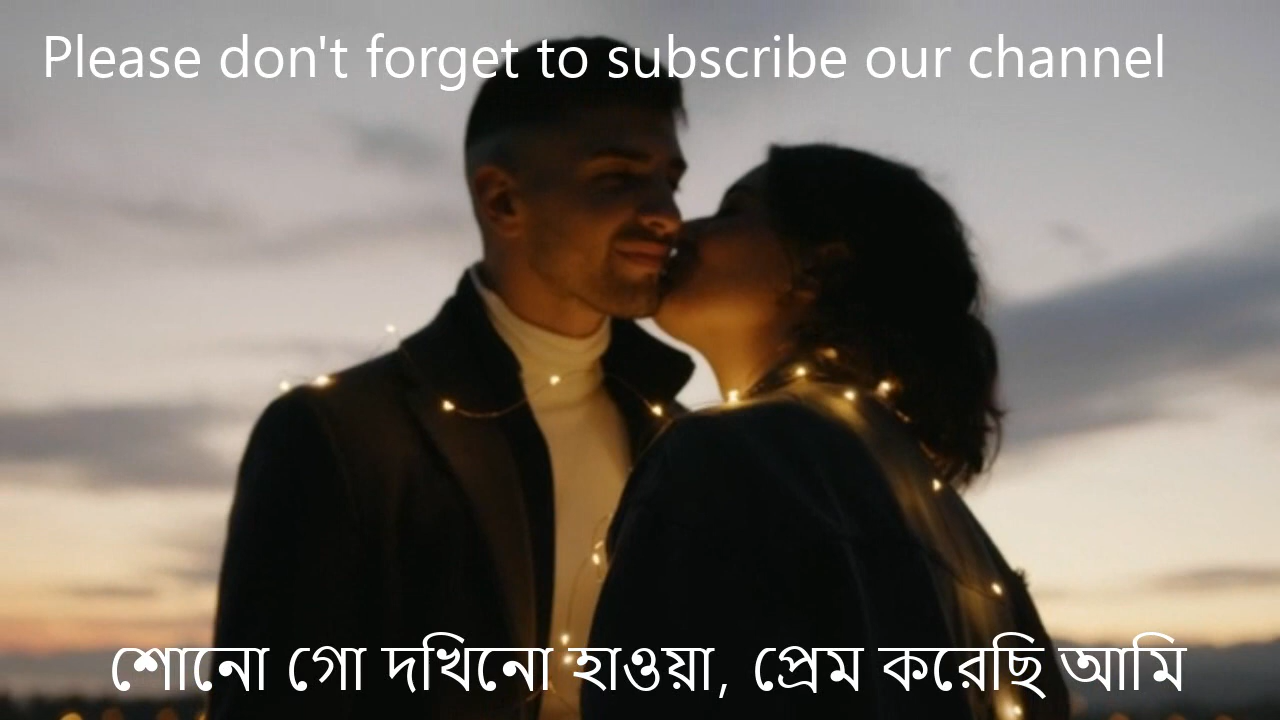 Please don't forget to subscribe our channel
শোনো গো দখিনো হাওয়া, প্রেম করেছি আমি